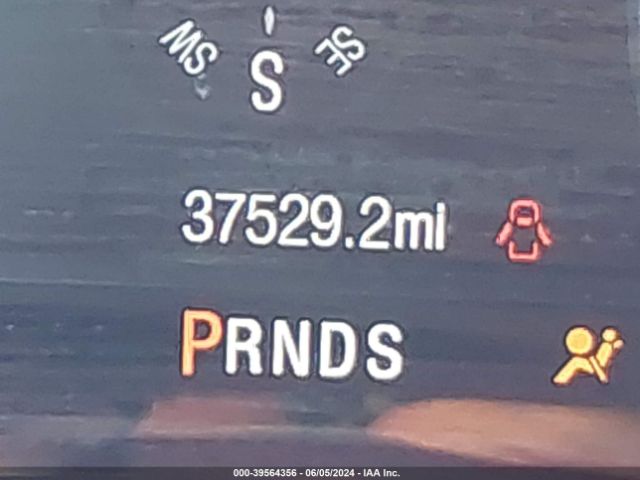 SW S SE
37529.2mi
PRNDS
000-39564356 - 06/05/2024 - IAA Inc.